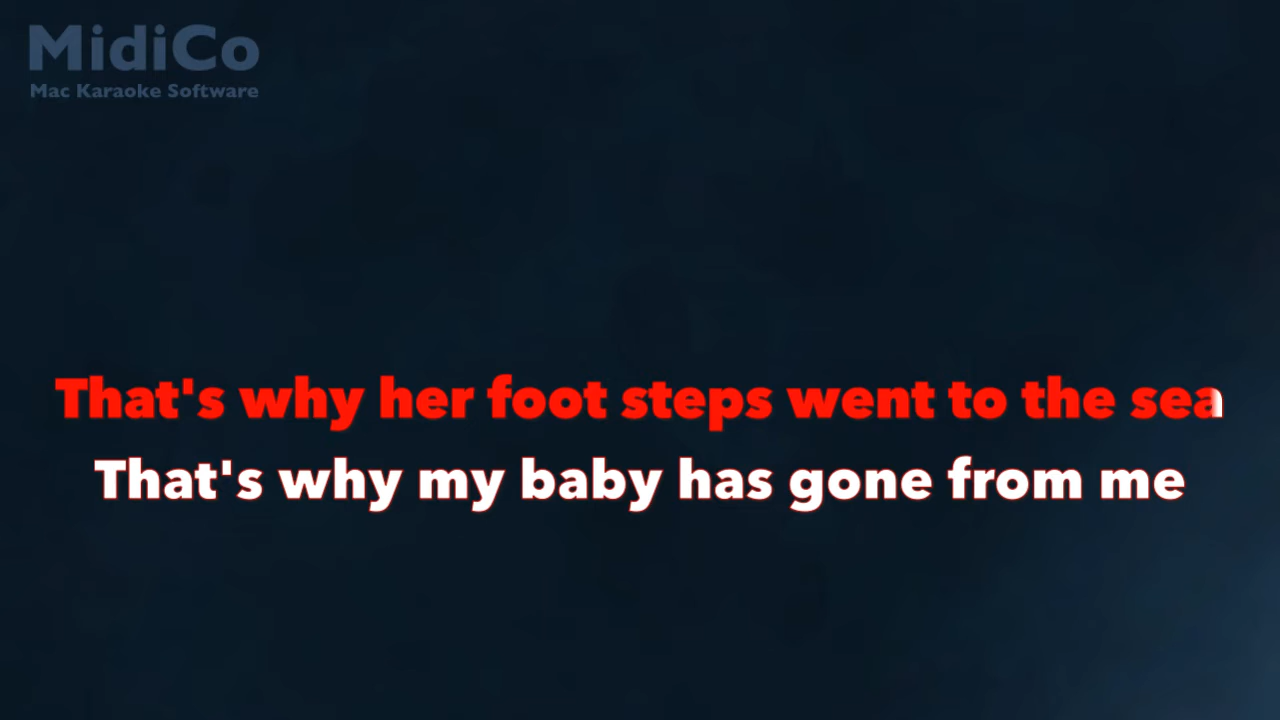 MidiCo
Mac Karaoke Software
That's why her foot steps went to the sea
That's why my baby has gone from me